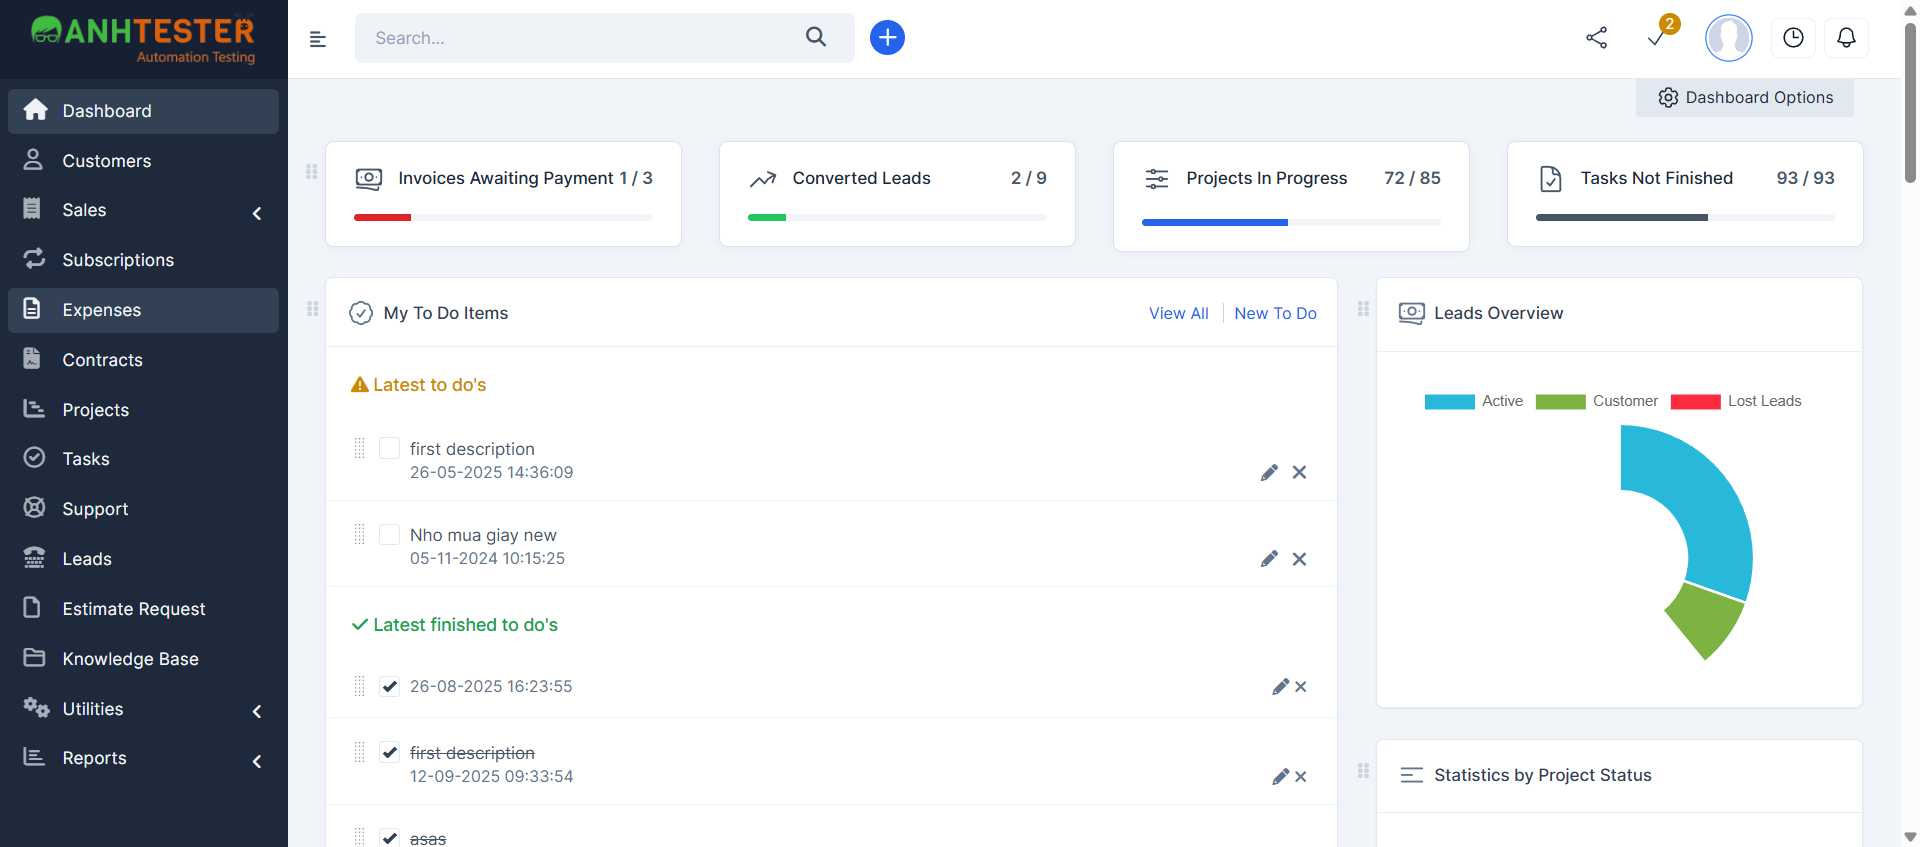 ANHTESTER
Automation Testing
Search...
2
Dashboard Options
Dashboard
Customers
Sales
Subscriptions
Expenses
Contracts
Projects
Tasks
Support
Leads
Estimate Request
Knowledge Base
Utilities
Reports
Invoices Awaiting Payment 1 / 3
Converted Leads 2 / 9
Projects In Progress 72 / 85
Tasks Not Finished 93 / 93
My To Do Items
View All
New To Do
Latest to do's
first description
26-05-2025 14:36:09
Nho mua giay new
05-11-2024 10:15:25
Latest finished to do's
26-08-2025 16:23:55
first description
12-09-2025 09:33:54
asas
Leads Overview
Active Customer Lost Leads
Statistics by Project Status